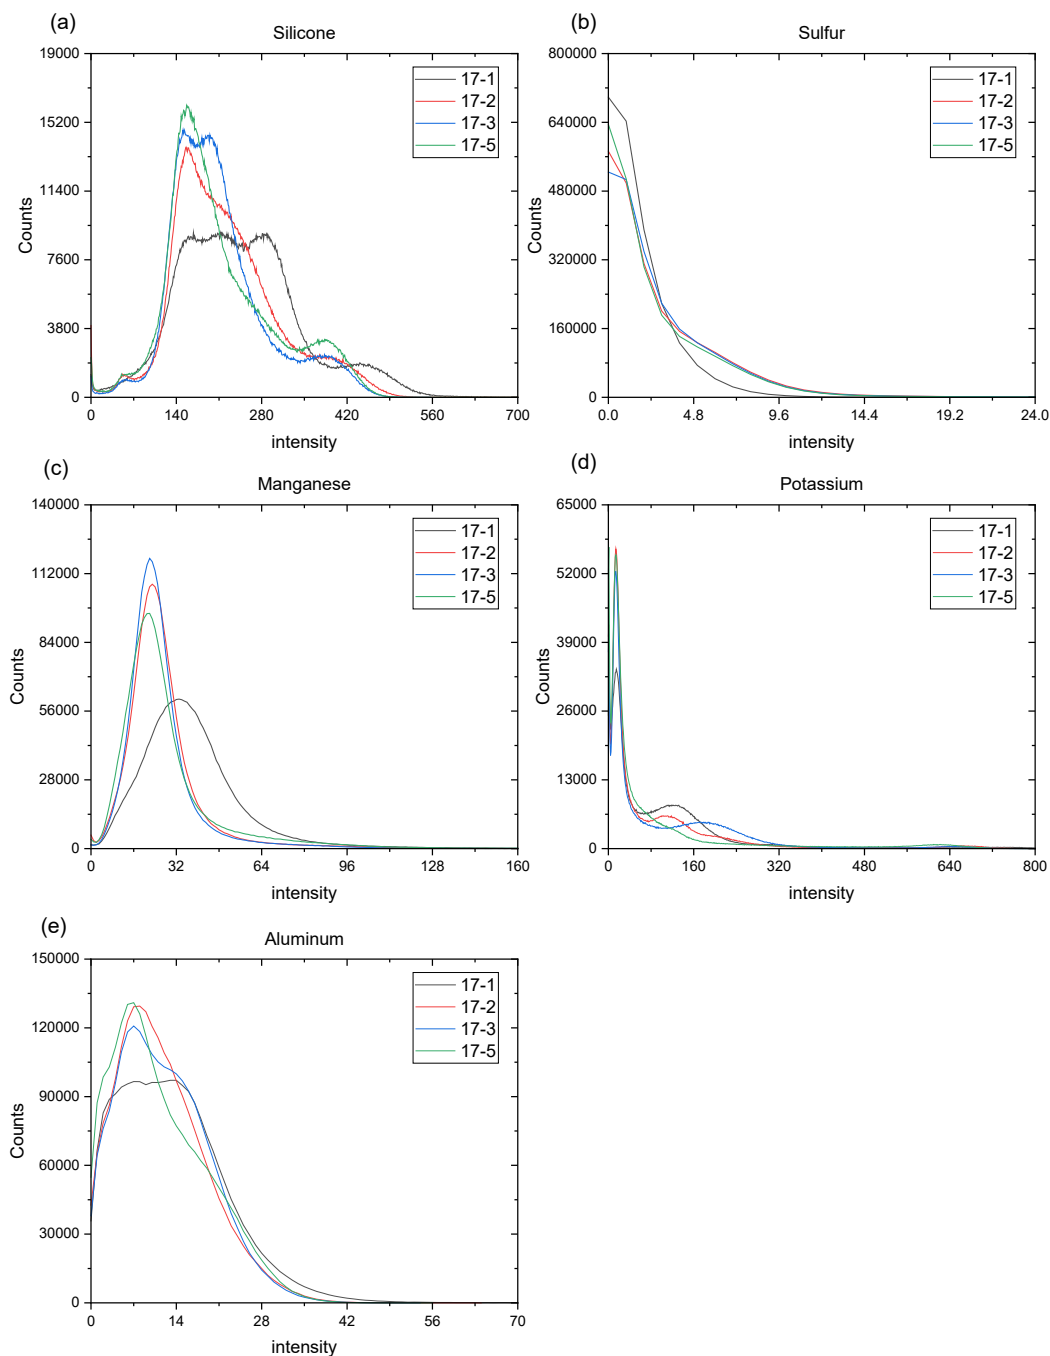 (a)
Silicone
19000
15200
11400
7600
3800
0
Counts
0 140 280 420 560 700
intensity
17-1
17-2
17-3
17-5
(b)
Sulfur
800000
640000
480000
320000
160000
0
Counts
0.0 4.8 9.6 14.4 19.2 24.0
intensity
17-1
17-2
17-3
17-5
(c)
Manganese
140000
112000
84000
56000
28000
0
Counts
0 32 64 96 128 160
intensity
17-1
17-2
17-3
17-5
(d)
Potassium
65000
52000
39000
26000
13000
0
Counts
0 160 320 480 640 800
intensity
17-1
17-2
17-3
17-5
(e)
Aluminum
150000
120000
90000
60000
30000
0
Counts
0 14 28 42 56 70
intensity
17-1
17-2
17-3
17-5